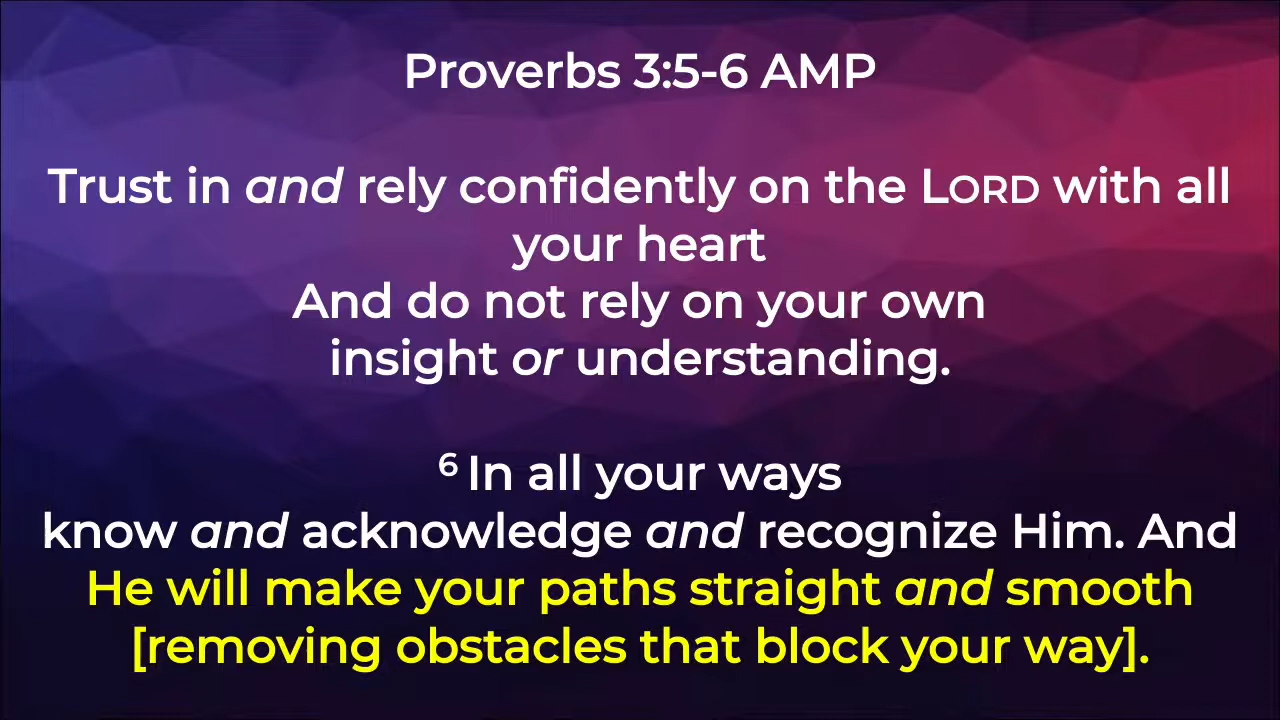 Proverbs 3:5-6 AMP
Trust in and rely confidently on the LORD with all
your heart
And do not rely on your own
insight or understanding.
6 In all your ways
know and acknowledge and recognize Him. And
He will make your paths straight and smooth
[removing obstacles that block your way].